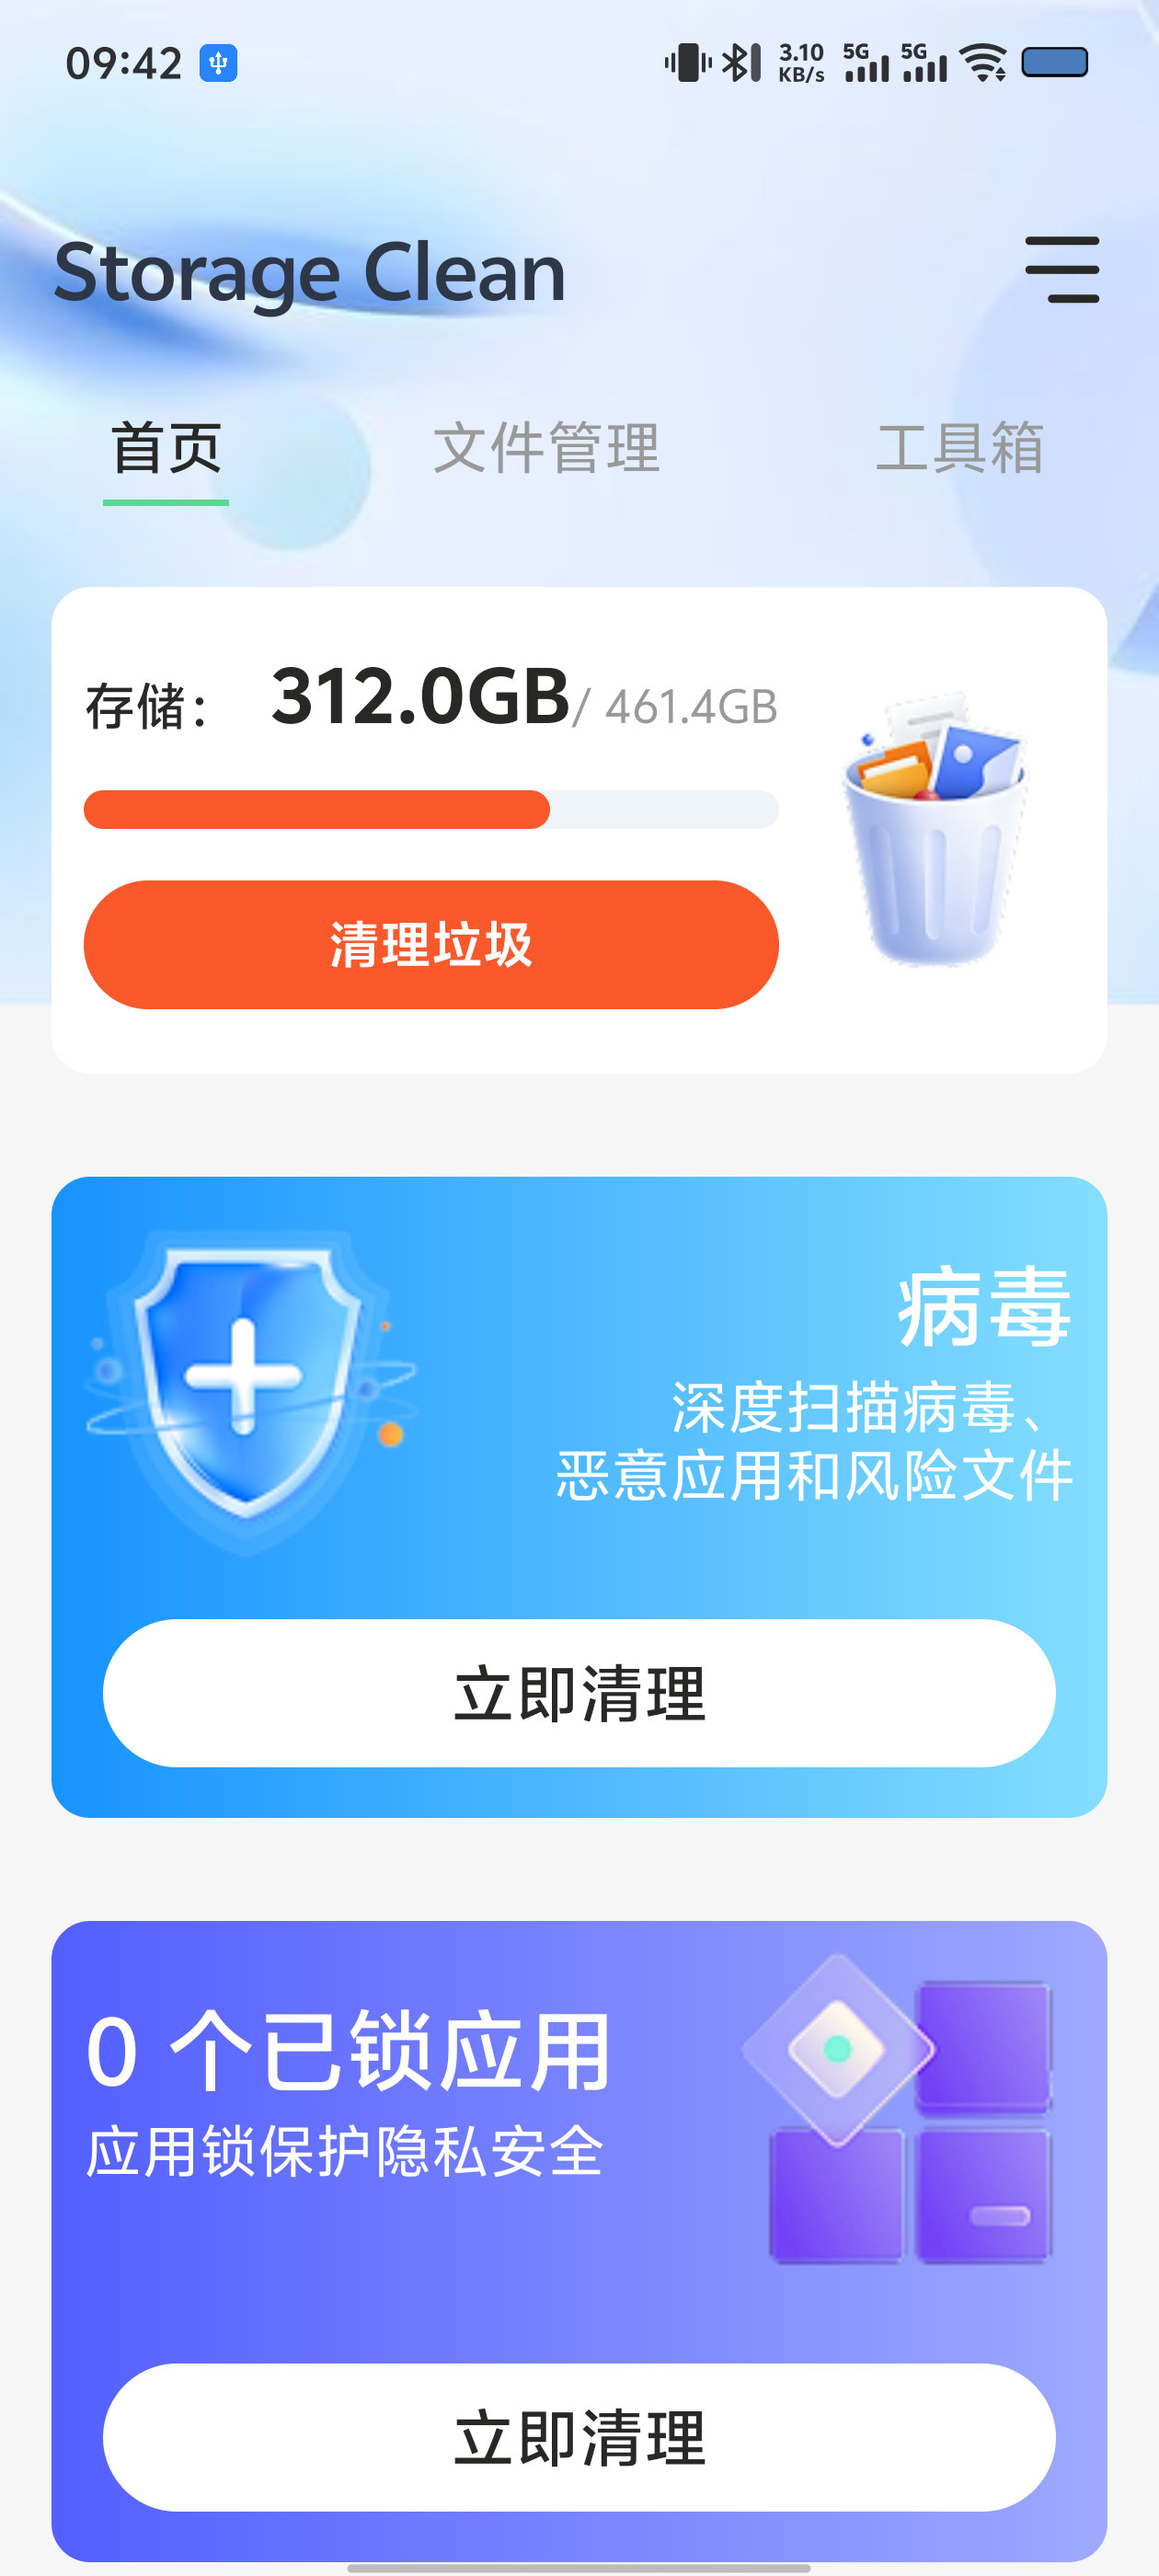 09:42
3.10 KB/s
5G 5G
Storage Clean
首页 文件管理 工具箱
存储： 312.0GB/ 461.4GB
清理垃圾
病毒
深度扫描病毒、
恶意应用和风险文件
立即清理
0 个已锁应用
应用锁保护隐私安全
立即清理